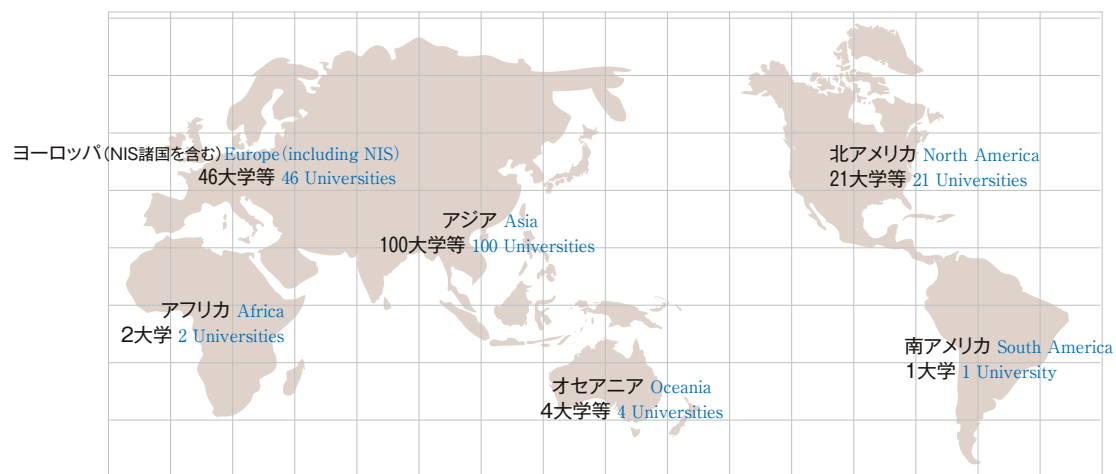 ヨーロッパ（NIS諸国を含む）Europe（including NIS）
46大学等 46 Universities
北アメリカ North America
21大学等 21 Universities
アジア Asia
100大学等 100 Universities
アフリカ Africa
2大学 2 Universities
南アメリカ South America
1大学 1 University
オセアニア Oceania
4大学等 4 Universities